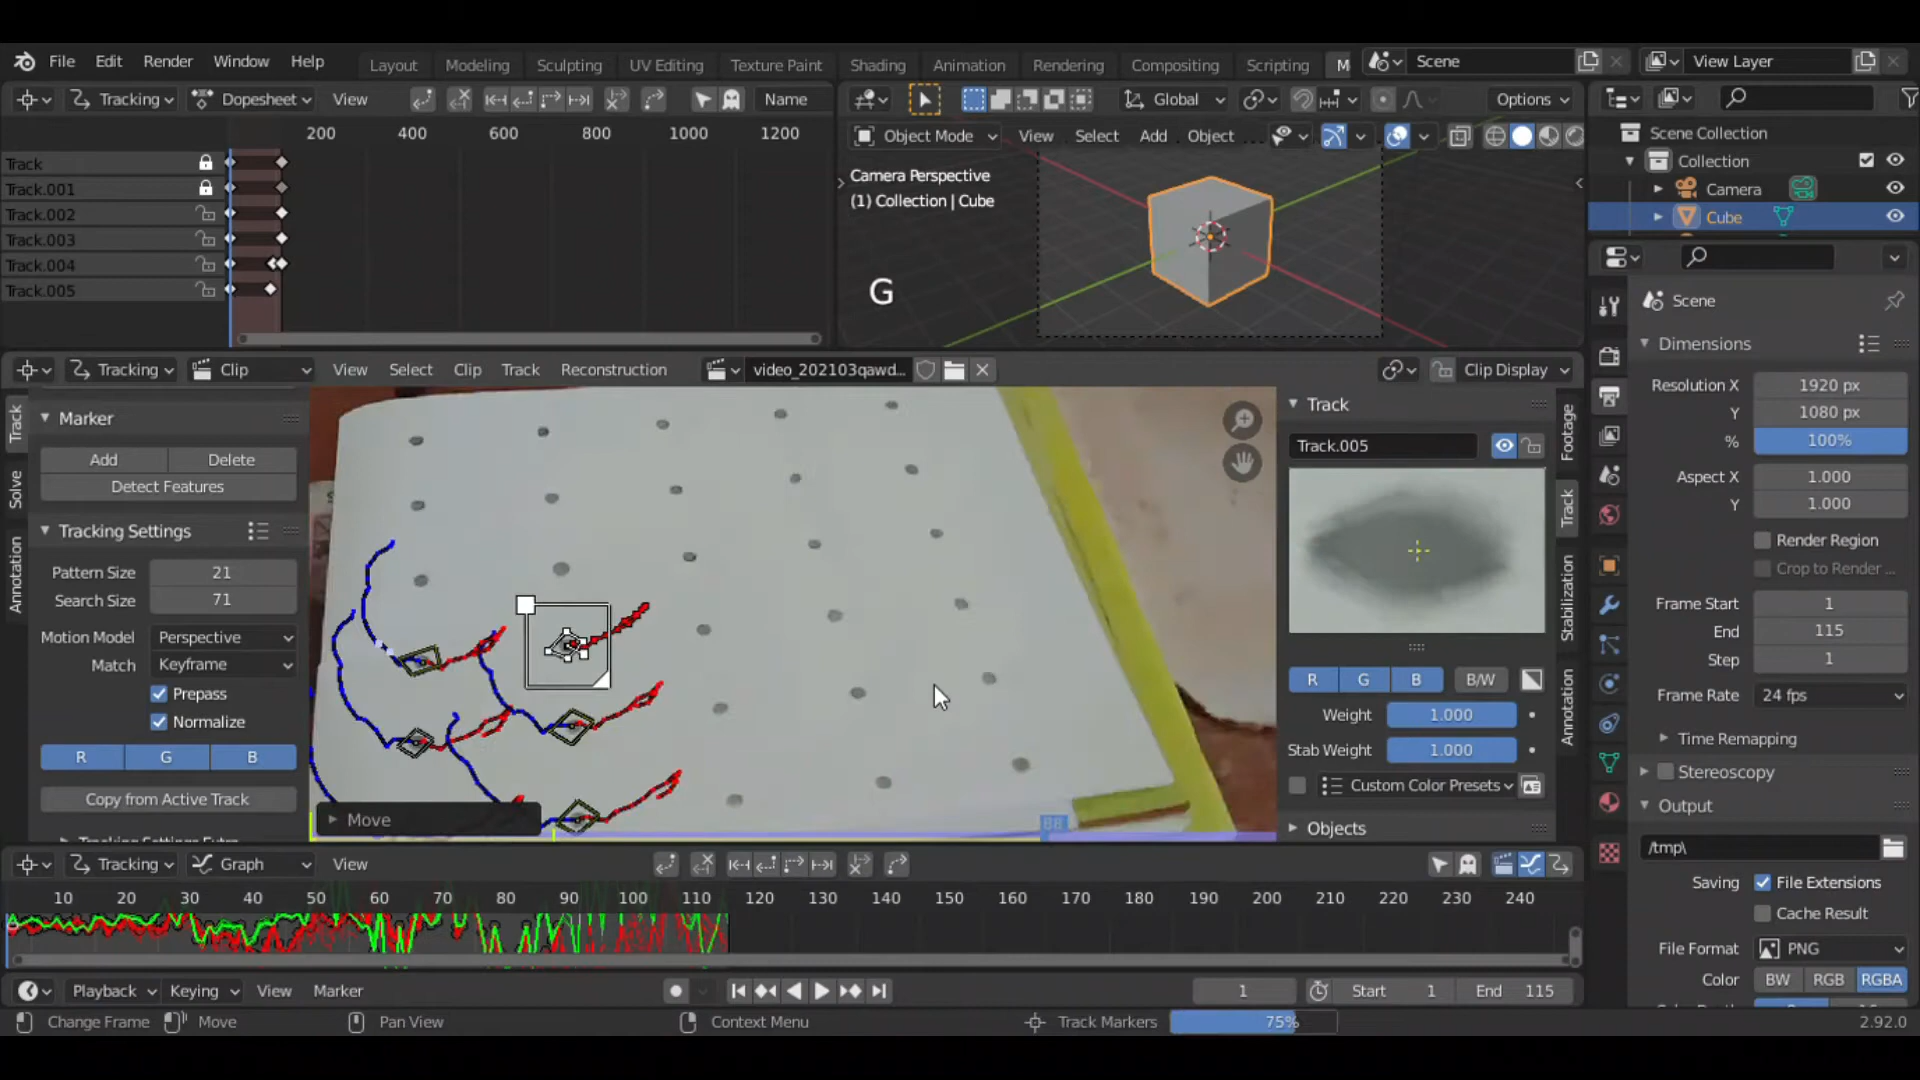 File Edit Render Window Help Layout Modeling Sculpting UV Editing Texture Paint Shading Animation Rendering Compositing Scripting M Scene View Layer
Tracking Dopesheet View Name
200 400 600 800 1000 1200
Track
Track.001
Track.002
Track.003
Track.004
Track.005
Global Options
Object Mode View Select Add Object
Camera Perspective
(1) Collection | Cube
G
Scene Collection
Collection
Camera
Cube
Tracking Clip View Select Clip Track Reconstruction video_202103qawd... Clip Display
Track
Solve
Annotation
Marker
Add Delete
Detect Features
Tracking Settings
Pattern Size 21
Search Size 71
Motion Model Perspective
Match Keyframe
Prepass
Normalize
R G B
Copy from Active Track
Move
88
Track
Track.005
R G B B/W
Weight 1.000
Stab Weight 1.000
Custom Color Presets
Objects
Footage
Track
Stabilization
Annotation
Scene
Dimensions
Resolution X 1920 px
Y 1080 px
% 100%
Aspect X 1.000
Y 1.000
Render Region
Crop to Render ...
Frame Start 1
End 115
Step 1
Frame Rate 24 fps
Time Remapping
Stereoscopy
Output
/tmp\
Saving File Extensions
Cache Result
File Format PNG
Color BW RGB RGBA
Tracking Graph View
10 20 30 40 50 60 70 80 90 100 110 120 130 140 150 160 170 180 190 200 210 220 230 240
Playback Keying View Marker 1 Start 1 End 115
Change Frame Move Pan View Context Menu Track Markers 75% 2.92.0